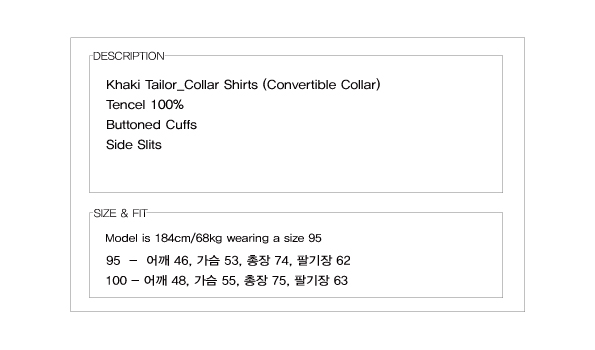 DESCRIPTION
Khaki Tailor_Collar Shirts (Convertible Collar)
Tencel 100%
Buttoned Cuffs
Side Slits
SIZE & FIT
Model is 184cm/68kg wearing a size 95
95 – 어깨 46, 가슴 53, 총장 74, 팔기장 62
100 – 어깨 48, 가슴 55, 총장 75, 팔기장 63